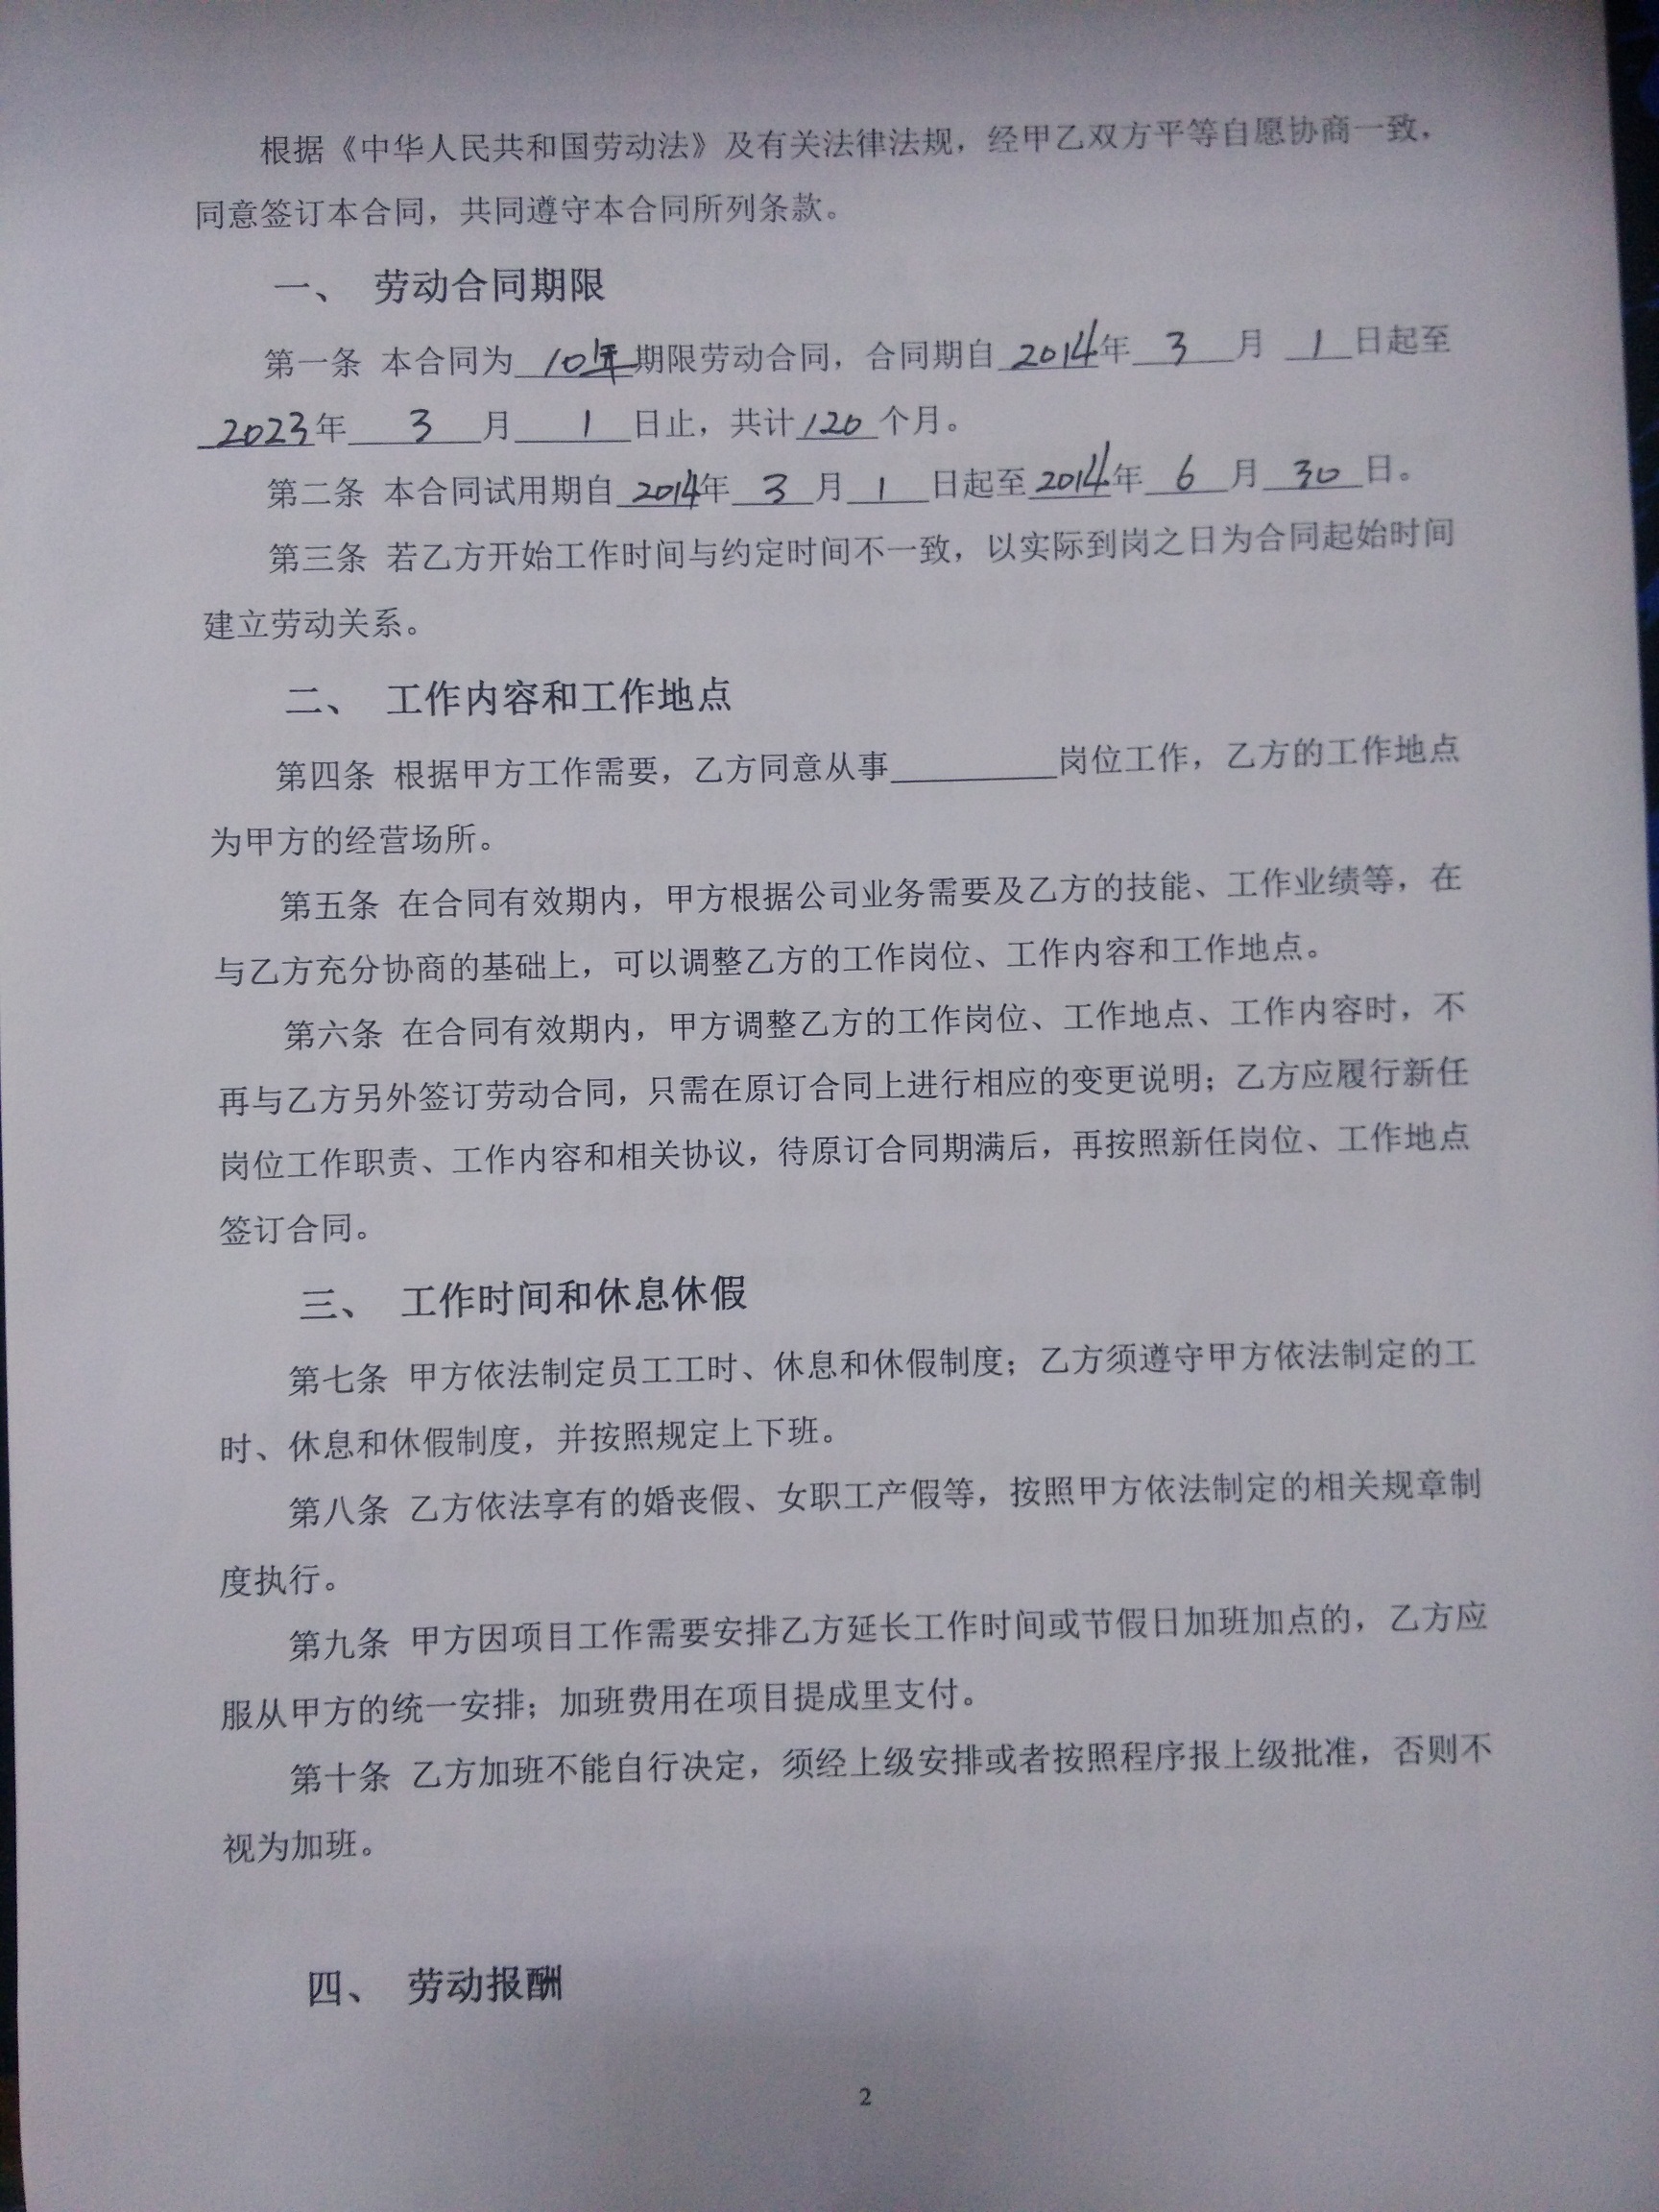 根据《中华人民共和国劳动法》及有关法律法规，经甲乙双方平等自愿协商一致，
同意签订本合同，共同遵守本合同所列条款。
一、 劳动合同期限
第一条 本合同为 10年 期限劳动合同，合同期自 2014 年 3 月 1 日起至
2023 年 3 月 1 日止，共计 120 个月。
第二条 本合同试用期自 2014 年 3 月 1 日起至 2014 年 6 月 30 日。
第三条 若乙方开始工作时间与约定时间不一致，以实际到岗之日为合同起始时间
建立劳动关系。
二、 工作内容和工作地点
第四条 根据甲方工作需要，乙方同意从事__________岗位工作，乙方的工作地点
为甲方的经营场所。
第五条 在合同有效期内，甲方根据公司业务需要及乙方的技能、工作业绩等，在
与乙方充分协商的基础上，可以调整乙方的工作岗位、工作内容和工作地点。
第六条 在合同有效期内，甲方调整乙方的工作岗位、工作地点、工作内容时，不
再与乙方另外签订劳动合同，只需在原订合同上进行相应的变更说明；乙方应履行新任
岗位工作职责、工作内容和相关协议，待原订合同期满后，再按照新任岗位、工作地点
签订合同。
三、 工作时间和休息休假
第七条 甲方依法制定员工工时、休息和休假制度；乙方须遵守甲方依法制定的工
时、休息和休假制度，并按照规定上下班。
第八条 乙方依法享有的婚丧假、女职工产假等，按照甲方依法制定的相关规章制
度执行。
第九条 甲方因项目工作需要安排乙方延长工作时间或节假日加班加点的，乙方应
服从甲方的统一安排；加班费用在项目提成里支付。
第十条 乙方加班不能自行决定，须经上级安排或者按照程序报上级批准，否则不
视为加班。
四、 劳动报酬
2